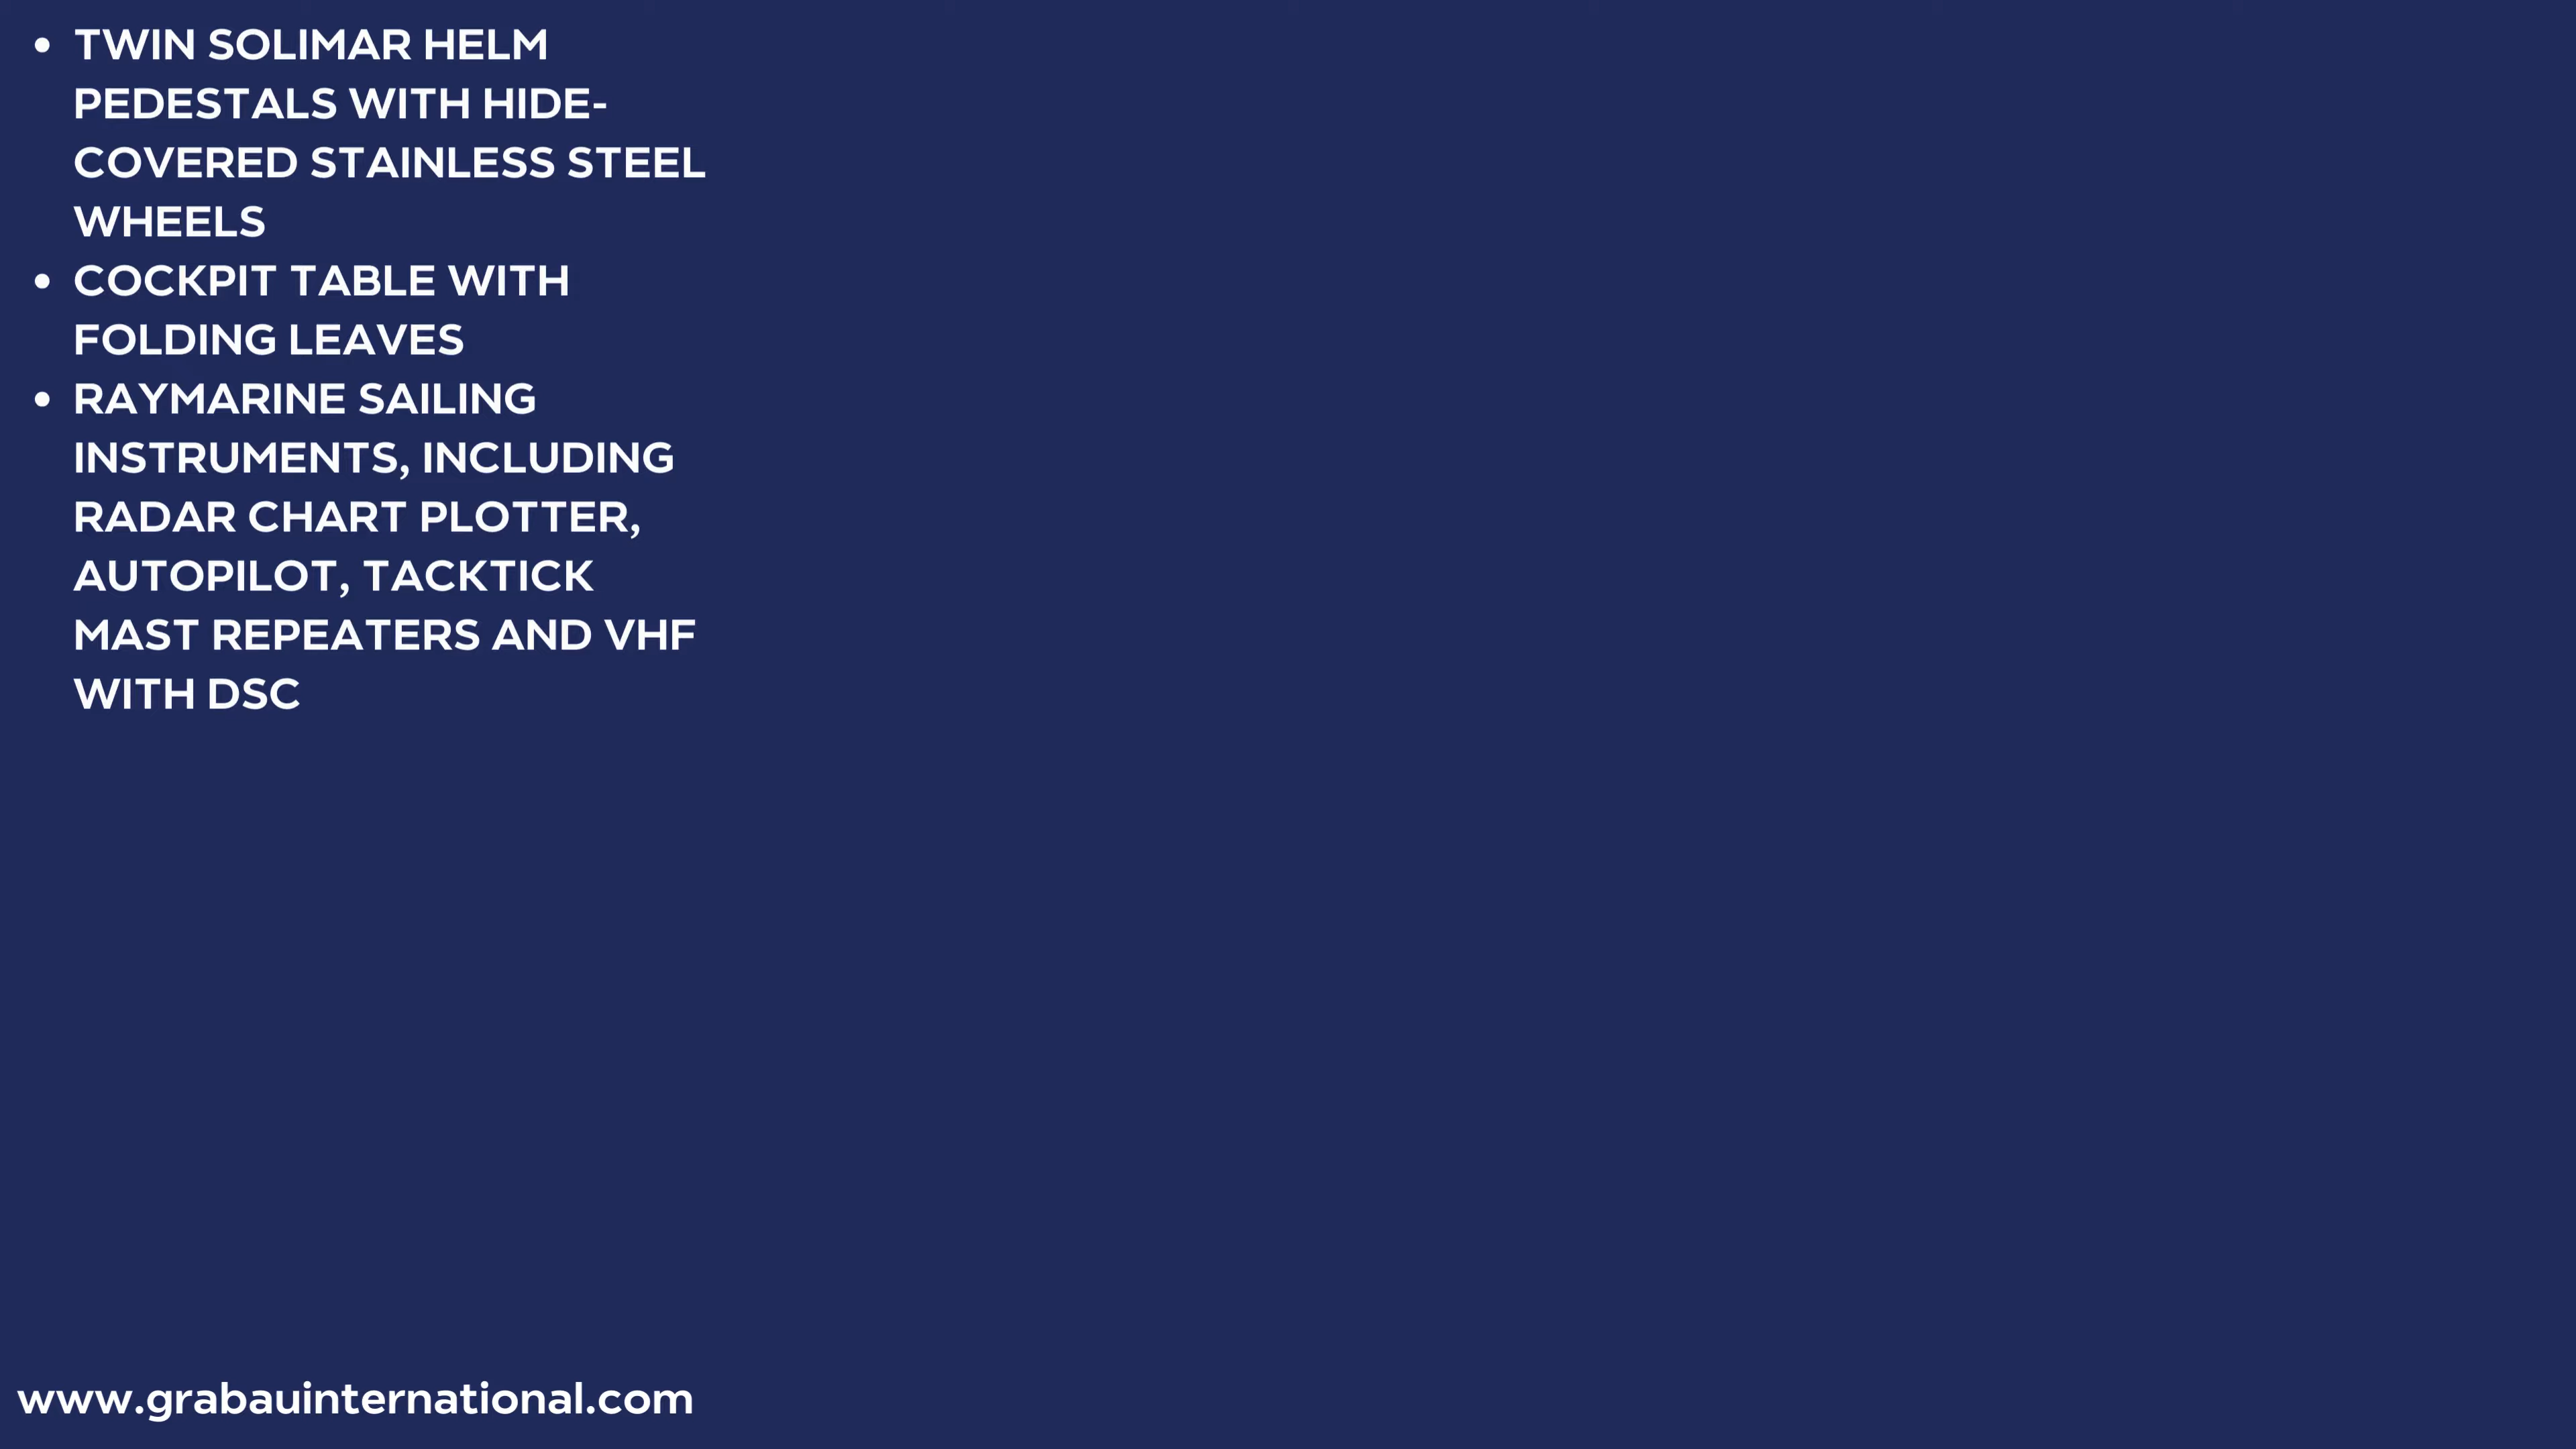 • TWIN SOLIMAR HELM
PEDESTALS WITH HIDE-
COVERED STAINLESS STEEL
WHEELS
• COCKPIT TABLE WITH
FOLDING LEAVES
• RAYMARINE SAILING
INSTRUMENTS, INCLUDING
RADAR CHART PLOTTER,
AUTOPILOT, TACKTICK
MAST REPEATERS AND VHF
WITH DSC
www.grabauinternational.com